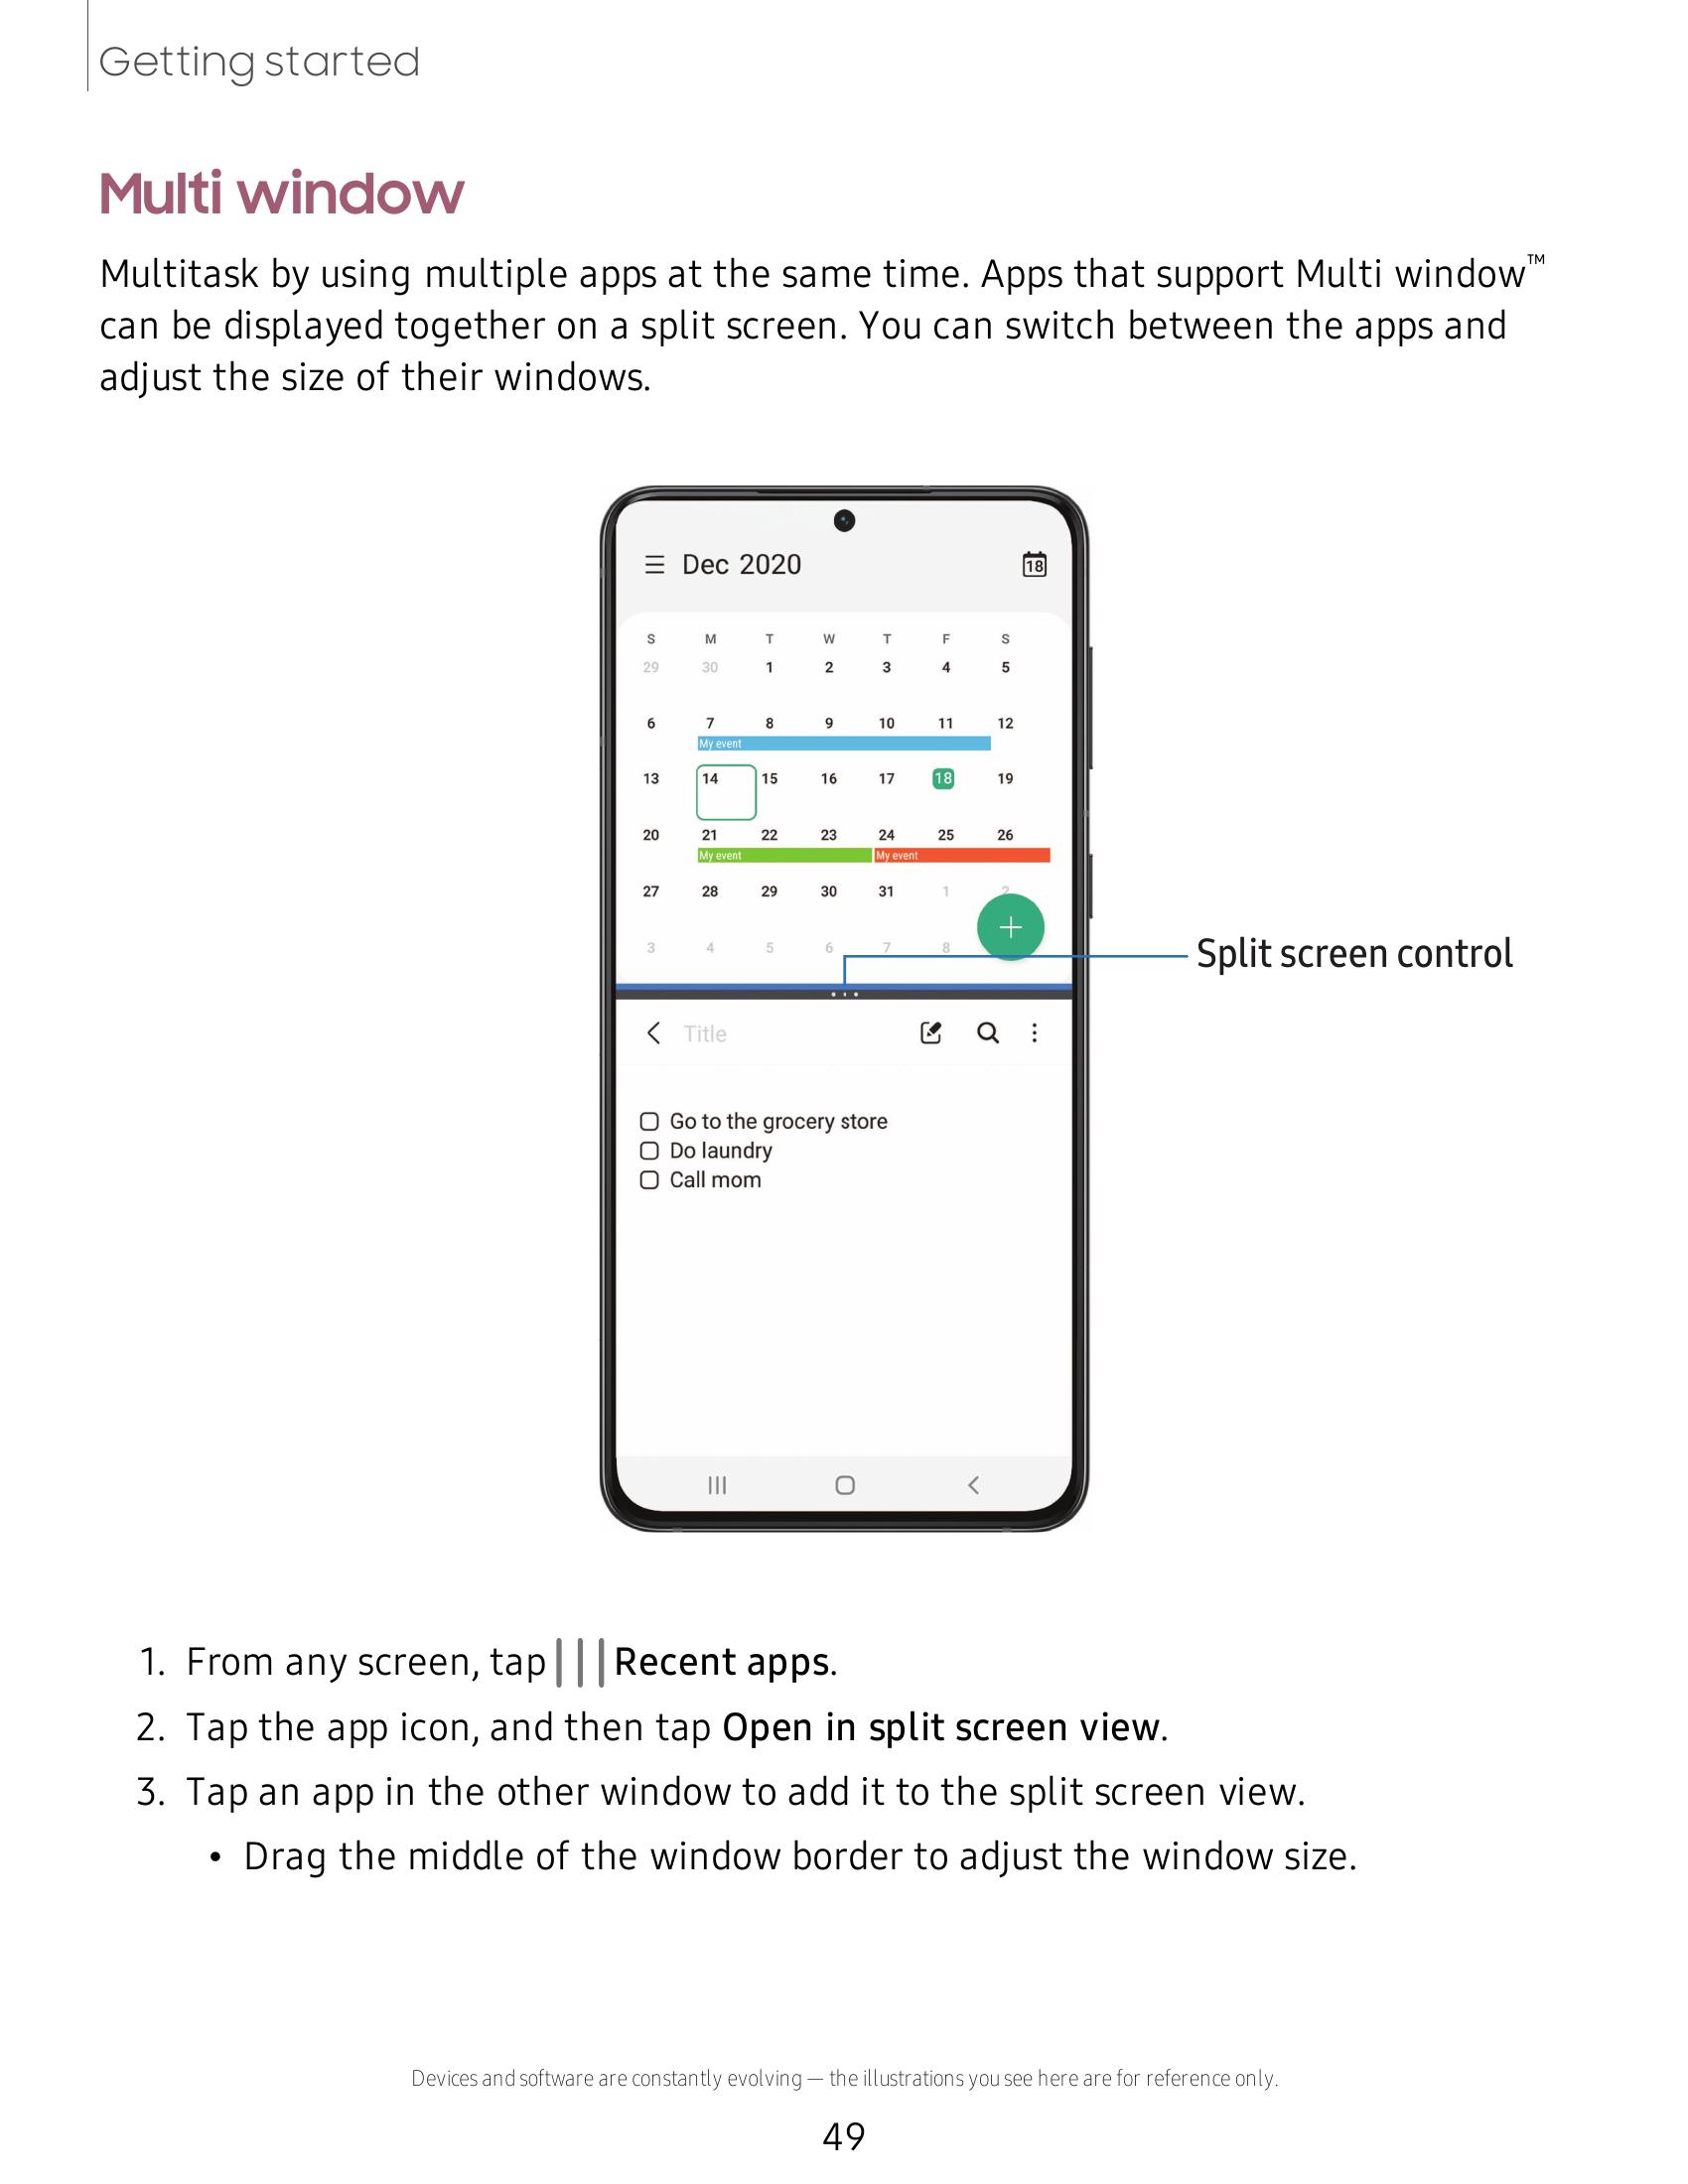 Getting started
Multi window
Multitask by using multiple apps at the same time. Apps that support Multi window™
can be displayed together on a split screen. You can switch between the apps and
adjust the size of their windows.
Dec 2020
18
S M T W T F S
29 30 1 2 3 4 5
6 7 8 9 10 11 12
My event
13 14 15 16 17 18 19
20 21 22 23 24 25 26
My event My event
27 28 29 30 31 1 2
+
3 4 5 6 7 8
Split screen control
Title
Go to the grocery store
Do laundry
Call mom
1. From any screen, tap ||| Recent apps.
2. Tap the app icon, and then tap Open in split screen view.
3. Tap an app in the other window to add it to the split screen view.
• Drag the middle of the window border to adjust the window size.
Devices and software are constantly evolving — the illustrations you see here are for reference only.
49